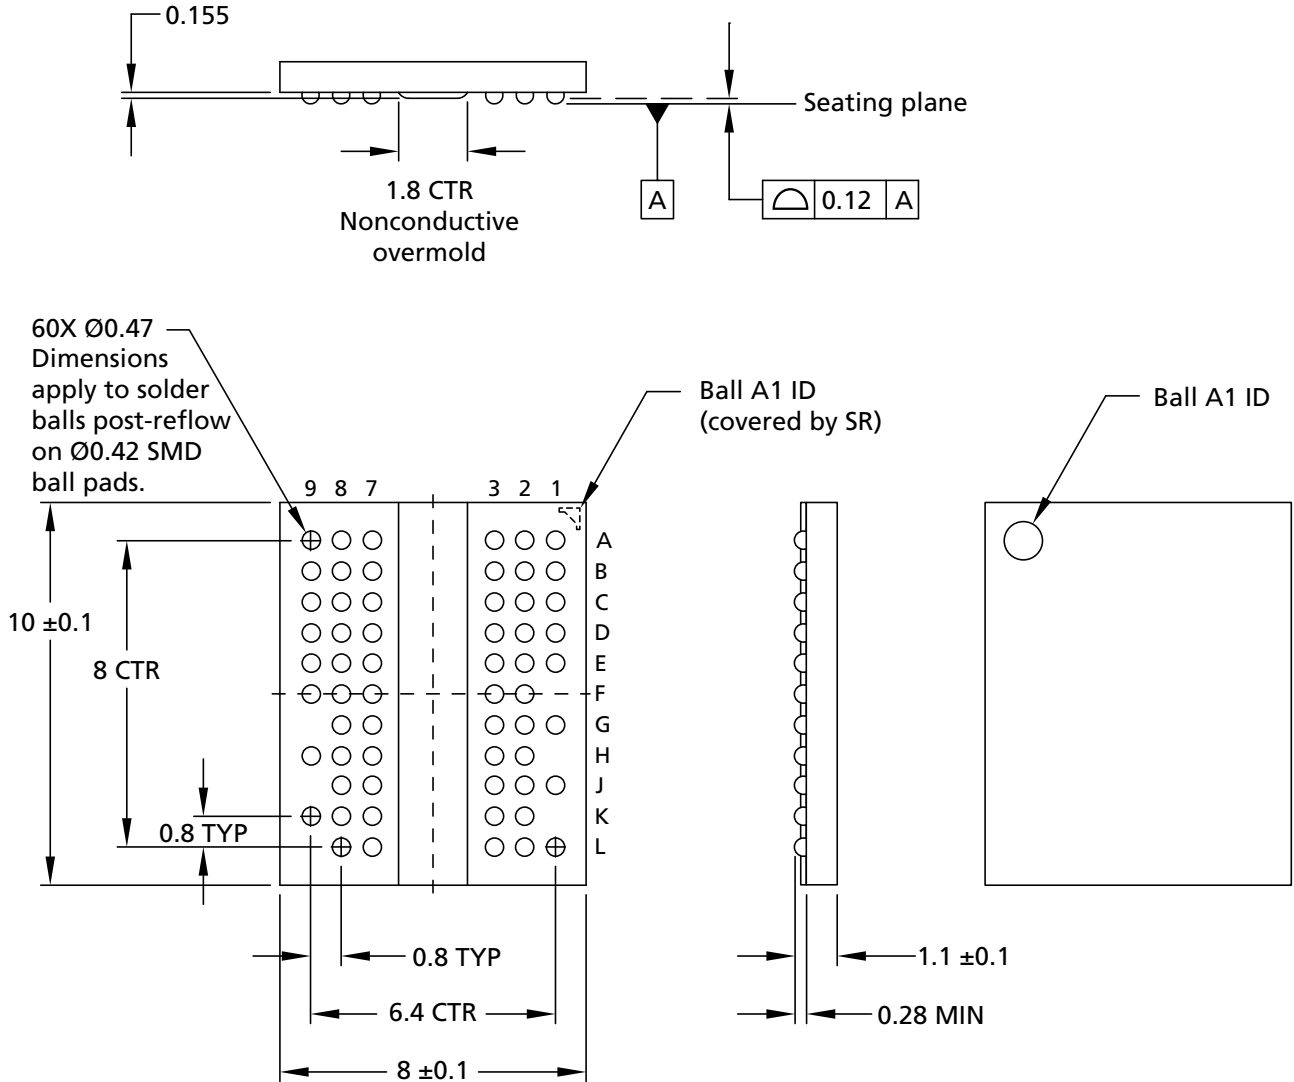 0.155
Seating plane
1.8 CTR
Nonconductive
overmold
A
0.12 A
60X Ø0.47
Dimensions
apply to solder
balls post-reflow
on Ø0.42 SMD
ball pads.
Ball A1 ID
(covered by SR)
Ball A1 ID
9 8 7 3 2 1
A
B
C
D
E
F
G
H
J
K
L
10 ±0.1
8 CTR
0.8 TYP
0.8 TYP
6.4 CTR
8 ±0.1
1.1 ±0.1
0.28 MIN